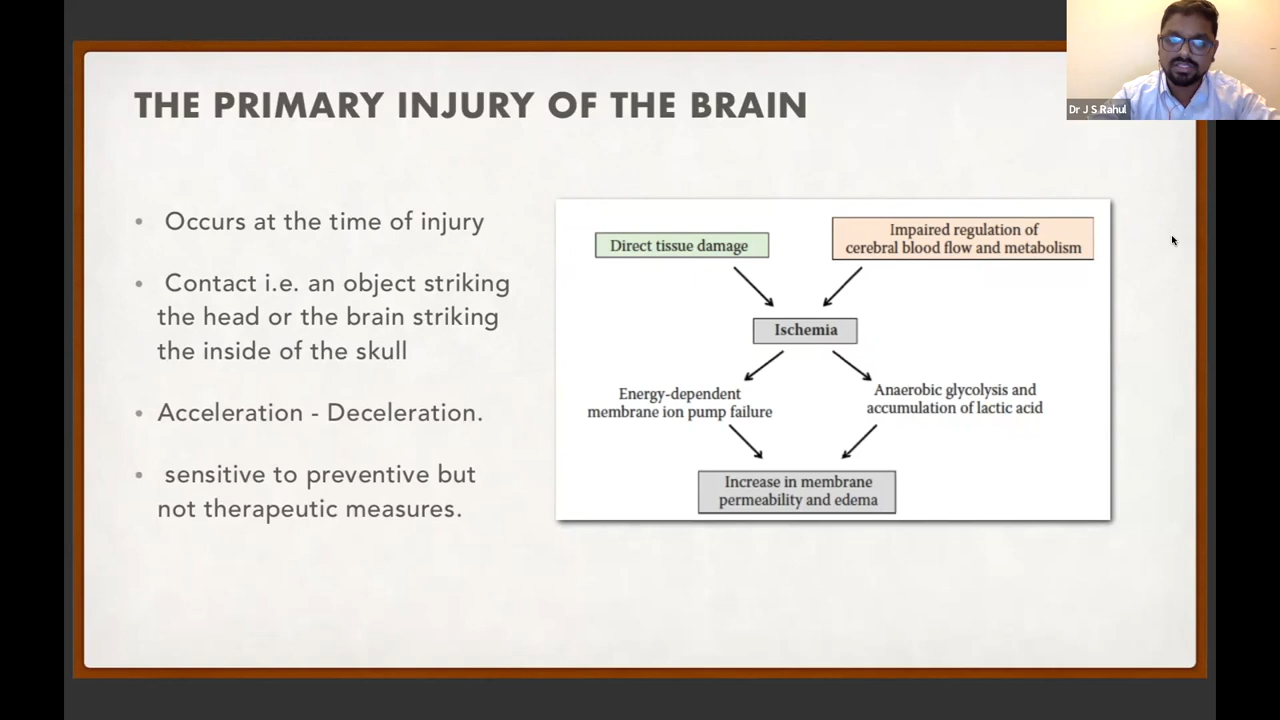 Dr J S Rahul
THE PRIMARY INJURY OF THE BRAIN
• Occurs at the time of injury
• Contact i.e. an object striking
the head or the brain striking
the inside of the skull
• Acceleration - Deceleration.
• sensitive to preventive but
not therapeutic measures.
Direct tissue damage
Impaired regulation of
cerebral blood flow and metabolism
Ischemia
Energy-dependent
membrane ion pump failure
Anaerobic glycolysis and
accumulation of lactic acid
Increase in membrane
permeability and edema